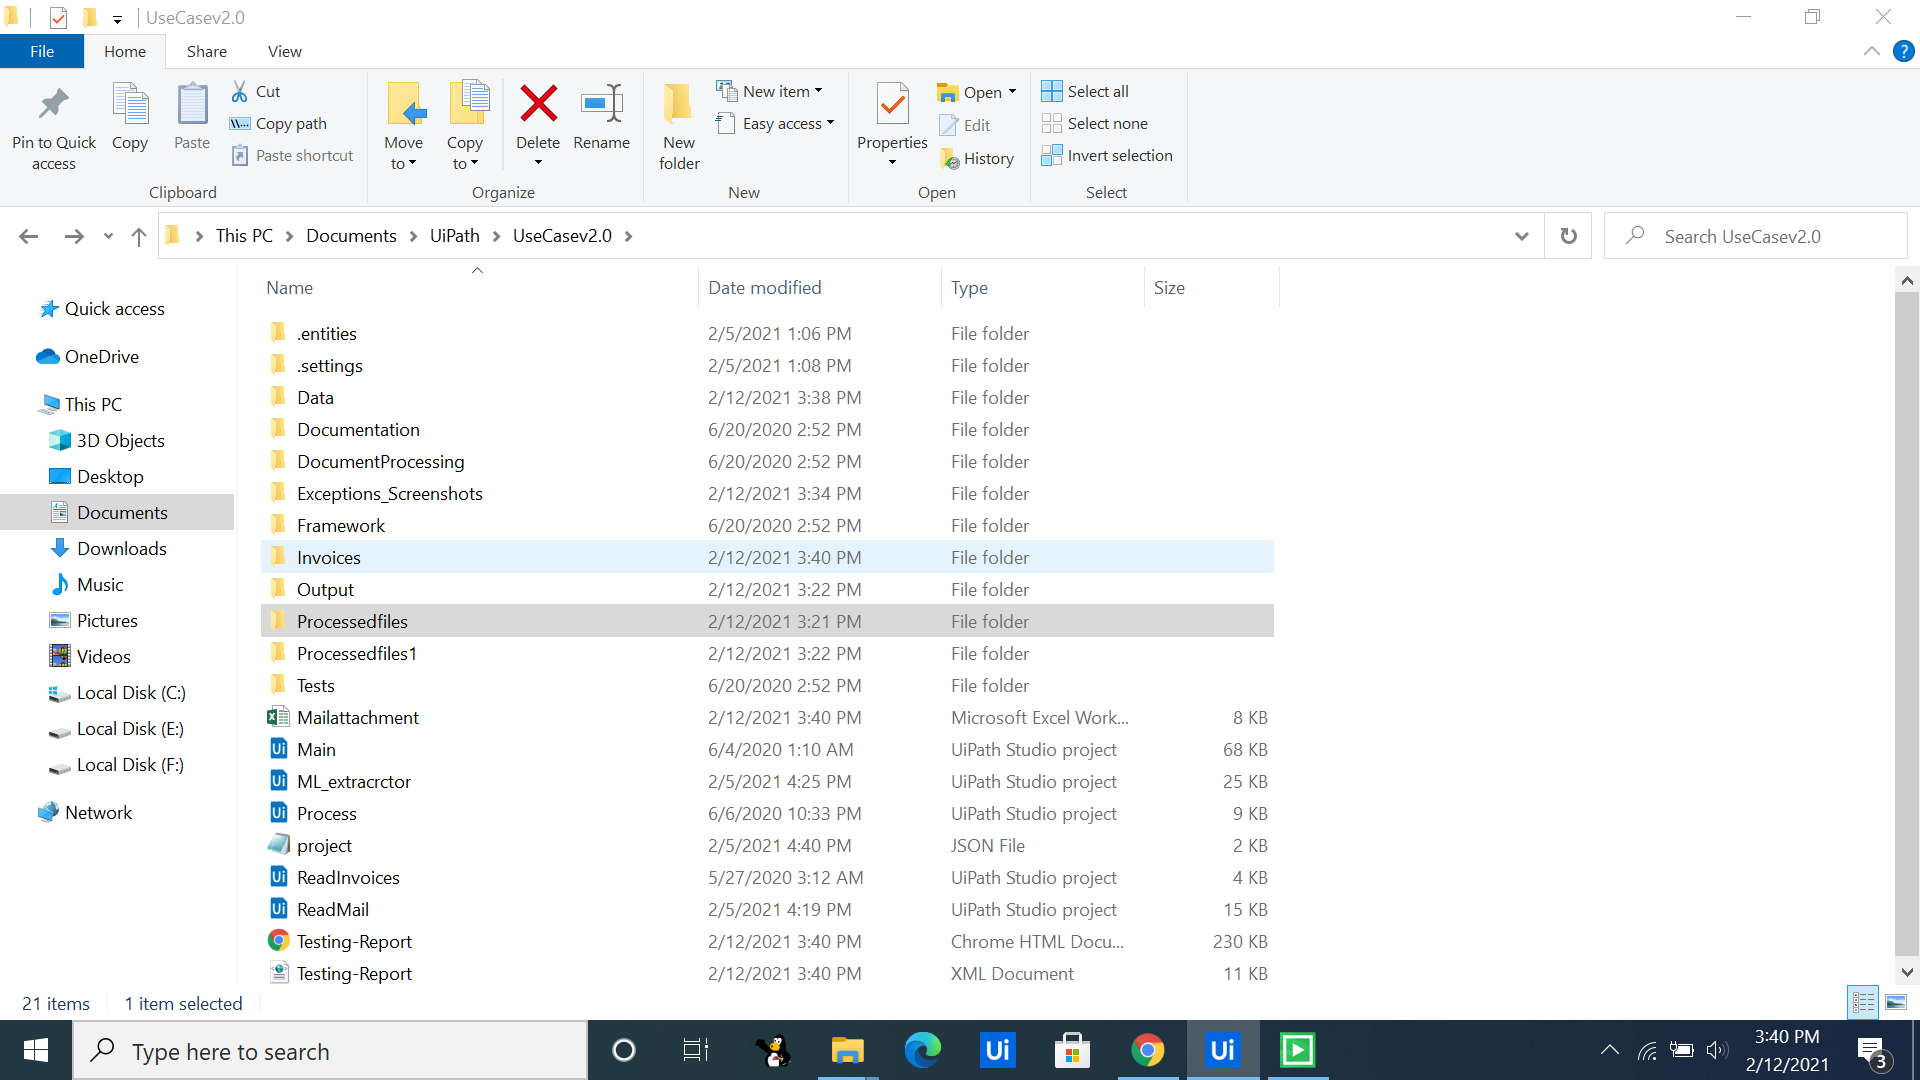 UseCasev2.0
File Home Share View
Pin to Quick access
Copy
Paste
Cut
Copy path
Paste shortcut
Clipboard
Move to
Copy to
Delete
Rename
Organize
New folder
New item
Easy access
New
Properties
Open
Edit
History
Open
Select all
Select none
Invert selection
Select
This PC Documents UiPath UseCasev2.0
Search UseCasev2.0
Quick access
OneDrive
This PC
3D Objects
Desktop
Documents
Downloads
Music
Pictures
Videos
Local Disk (C:)
Local Disk (E:)
Local Disk (F:)
Network
Name Date modified Type Size
.entities 2/5/2021 1:06 PM File folder
.settings 2/5/2021 1:08 PM File folder
Data 2/12/2021 3:38 PM File folder
Documentation 6/20/2020 2:52 PM File folder
DocumentProcessing 6/20/2020 2:52 PM File folder
Exceptions_Screenshots 2/12/2021 3:34 PM File folder
Framework 6/20/2020 2:52 PM File folder
Invoices 2/12/2021 3:40 PM File folder
Output 2/12/2021 3:22 PM File folder
Processedfiles 2/12/2021 3:21 PM File folder
Processedfiles1 2/12/2021 3:22 PM File folder
Tests 6/20/2020 2:52 PM File folder
Mailattachment 2/12/2021 3:40 PM Microsoft Excel Work... 8 KB
Main 6/4/2020 1:10 AM UiPath Studio project 68 KB
ML_extracrctor 2/5/2021 4:25 PM UiPath Studio project 25 KB
Process 6/6/2020 10:33 PM UiPath Studio project 9 KB
project 2/5/2021 4:40 PM JSON File 2 KB
ReadInvoices 5/27/2020 3:12 AM UiPath Studio project 4 KB
ReadMail 2/5/2021 4:19 PM UiPath Studio project 15 KB
Testing-Report 2/12/2021 3:40 PM Chrome HTML Docu... 230 KB
Testing-Report 2/12/2021 3:40 PM XML Document 11 KB
21 items 1 item selected
Type here to search
Ui
Ui
3:40 PM
2/12/2021
3